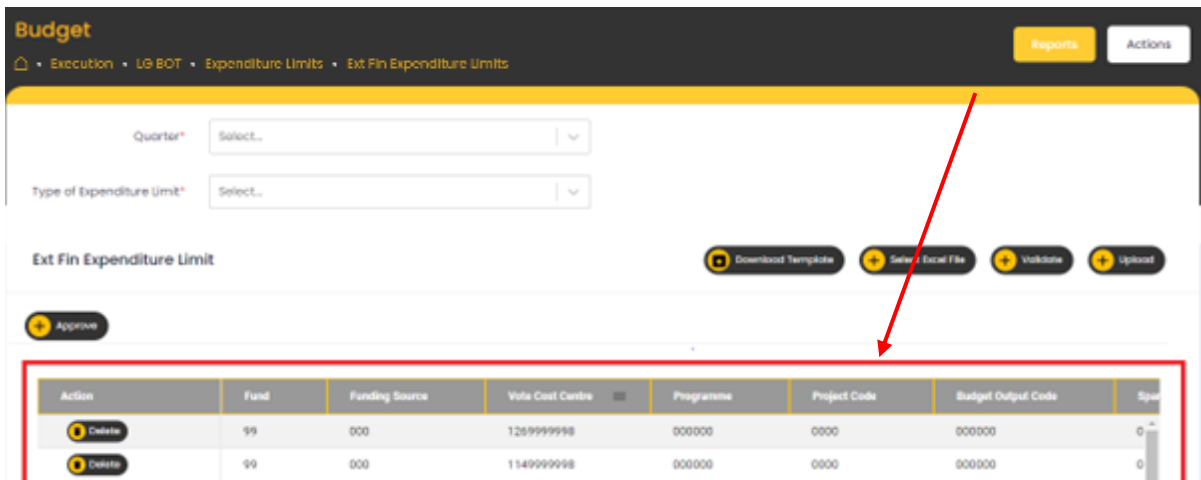 Budget
Reports Actions
Execution • LG BOT • Expenditure Limits • Ext Fin Expenditure Limits
Quarter* Select...
Type of Expenditure Limit* Select...
Ext Fin Expenditure Limit Download Template Select Excel File Validate Upload
Approve
Action Fund Funding Source Vote Cost Centre Programme Project Code Budget Output Code Spar
Delete 99 000 1269999998 000000 0000 000000 0
Delete 99 000 1149999998 000000 0000 000000 0